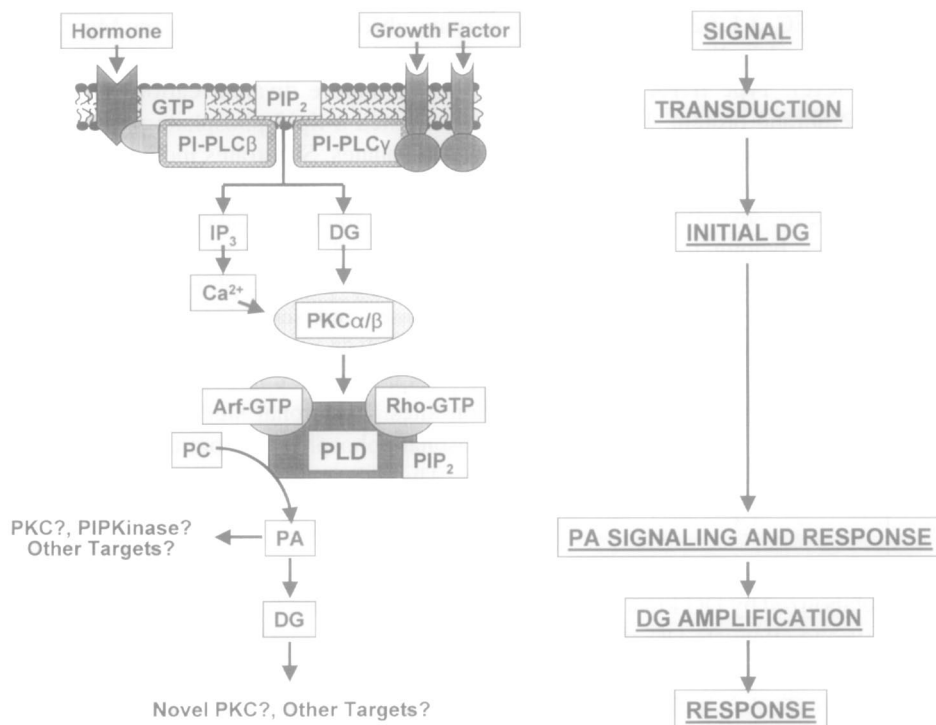 Hormone
Growth Factor
GTP
PIP₂
PI-PLCβ
PI-PLCγ
IP₃
DG
Ca²⁺
PKCα/β
Arf-GTP
Rho-GTP
PLD
PC
PIP₂
PKC?, PIPKinase?
Other Targets?
PA
DG
Novel PKC?, Other Targets?
SIGNAL
TRANSDUCTION
INITIAL DG
PA SIGNALING AND RESPONSE
DG AMPLIFICATION
RESPONSE